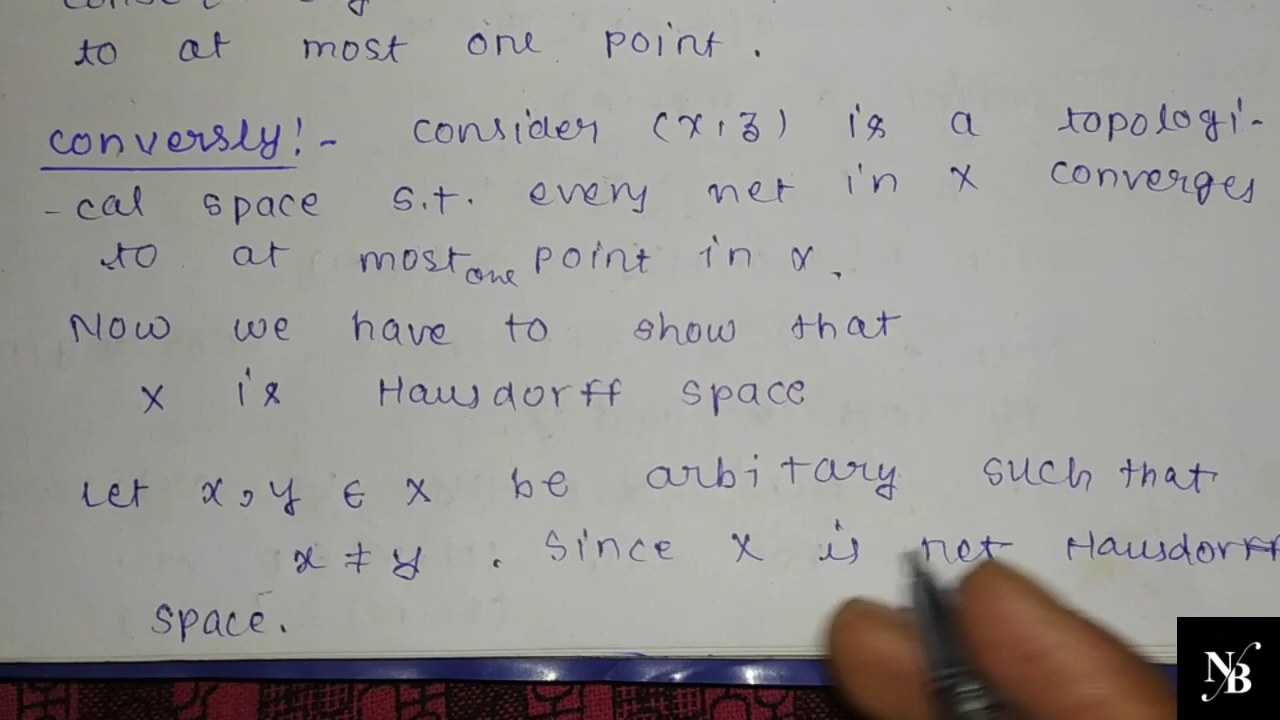 to at most one point.
conversly! - consider (x, ℑ) is a topologi-
-cal space s.t. every net in x converges
to at most one point in x.
Now we have to show that
x is Hausdorff space
Let x, y ∈ x be arbitary such that
x ≠ y. Since x is not Hausdorff
space.
NB